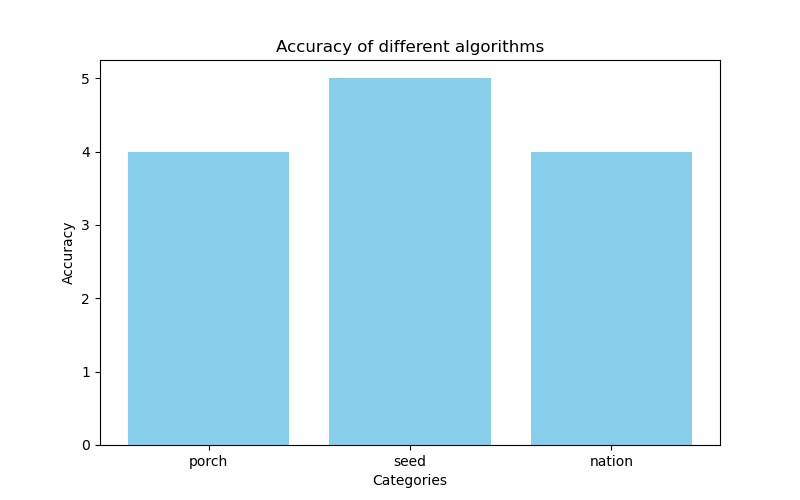 Accuracy of different algorithms
Accuracy
5
4
3
2
1
0
porch seed nation
Categories